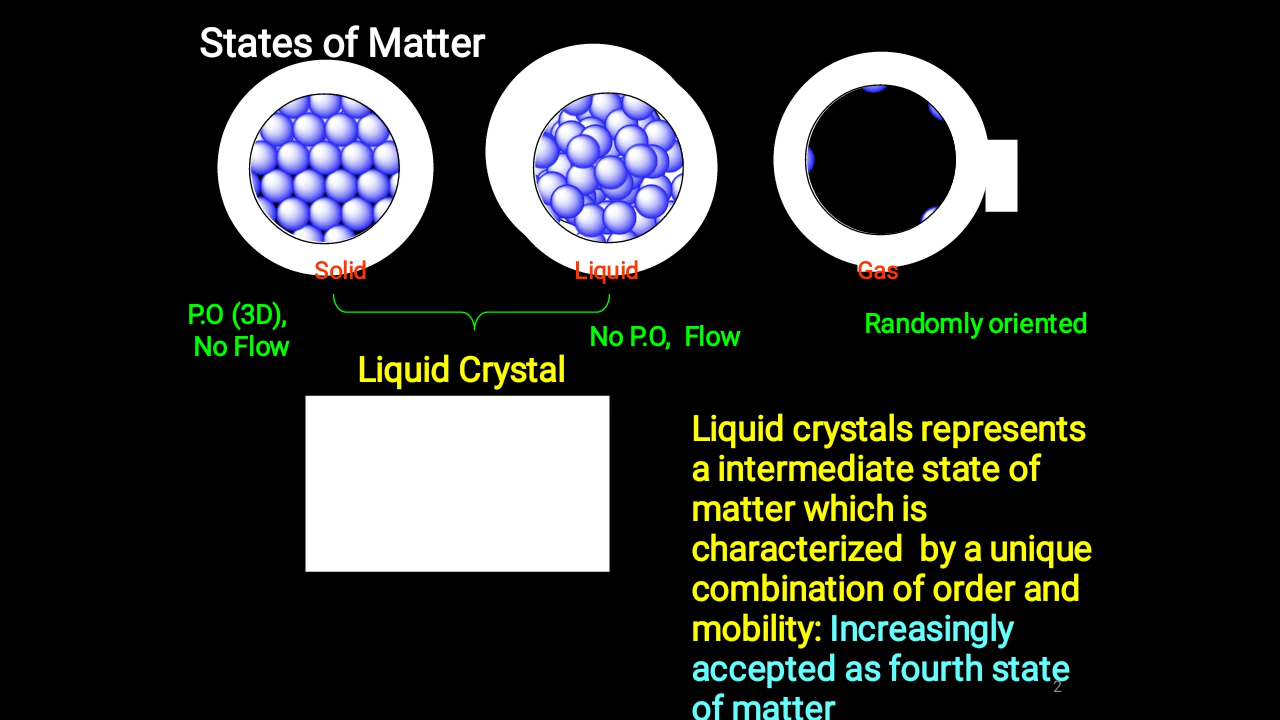 States of Matter
Solid
Liquid
Gas
P.O (3D),
No Flow
No P.O,  Flow
Randomly oriented
Liquid Crystal
Liquid crystals represents
a intermediate state of
matter which is
characterized  by a unique
combination of order and
mobility: Increasingly
accepted as fourth state
of matter
2